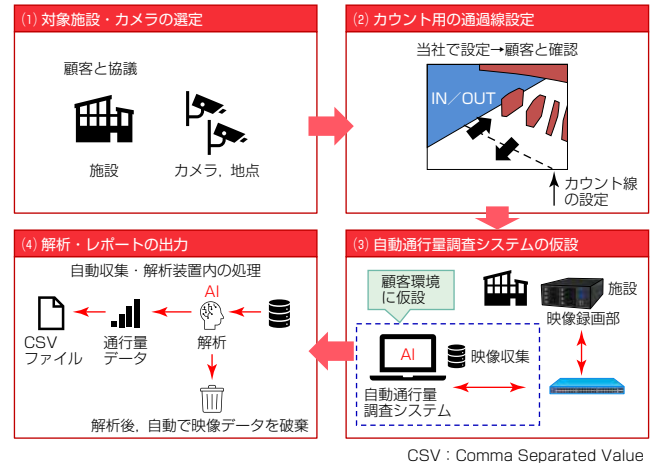 ⑴ 対象施設・カメラの選定
顧客と協議
施設
カメラ,地点
⑵ カウント用の通過線設定
当社で設定→顧客と確認
IN/OUT
カウント線
の設定
⑶ 自動通行量調査システムの仮設
顧客環境
に仮設
施設
映像録画部
AI
映像収集
自動通行量
調査システム
⑷ 解析・レポートの出力
自動収集・解析装置内の処理
AI
CSV
ファイル
通行量
データ
解析
解析後,自動で映像データを破棄
CSV:Comma Separated Value